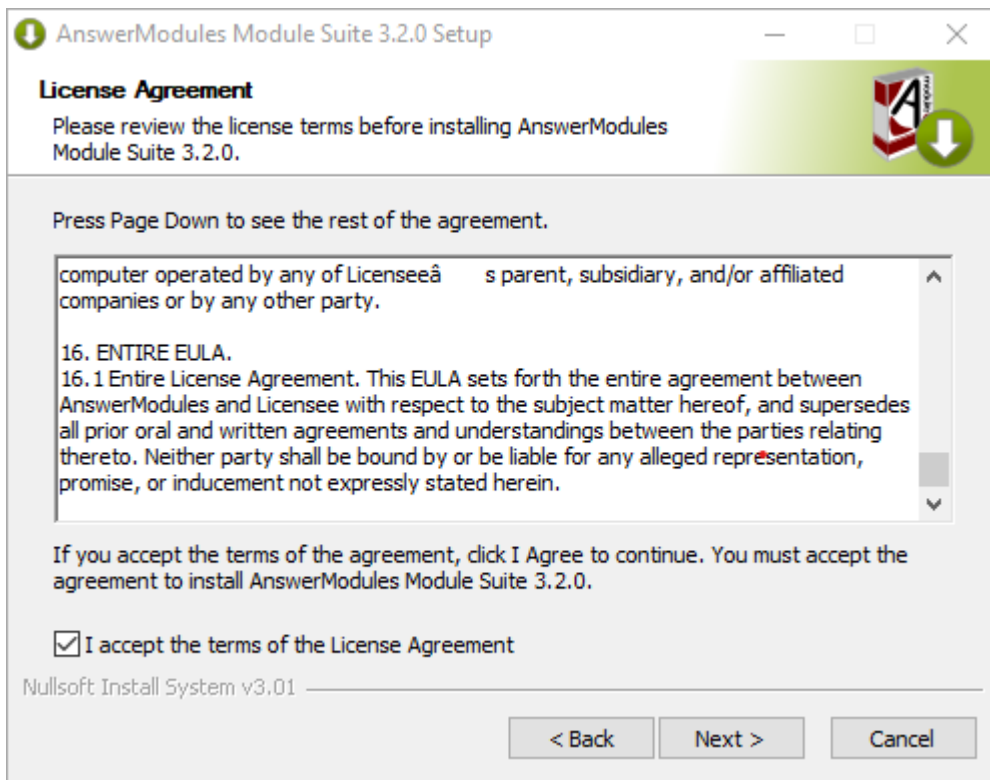 AnswerModules Module Suite 3.2.0 Setup
License Agreement
Please review the license terms before installing AnswerModules
Module Suite 3.2.0.
A
module
Press Page Down to see the rest of the agreement.
computer operated by any of Licenseeâ s parent, subsidiary, and/or affiliated
companies or by any other party.
16. ENTIRE EULA.
16.1 Entire License Agreement. This EULA sets forth the entire agreement between
AnswerModules and Licensee with respect to the subject matter hereof, and supersedes
all prior oral and written agreements and understandings between the parties relating
thereto. Neither party shall be bound by or be liable for any alleged representation,
promise, or inducement not expressly stated herein.
If you accept the terms of the agreement, click I Agree to continue. You must accept the
agreement to install AnswerModules Module Suite 3.2.0.
I accept the terms of the License Agreement
Nullsoft Install System v3.01
< Back
Next >
Cancel